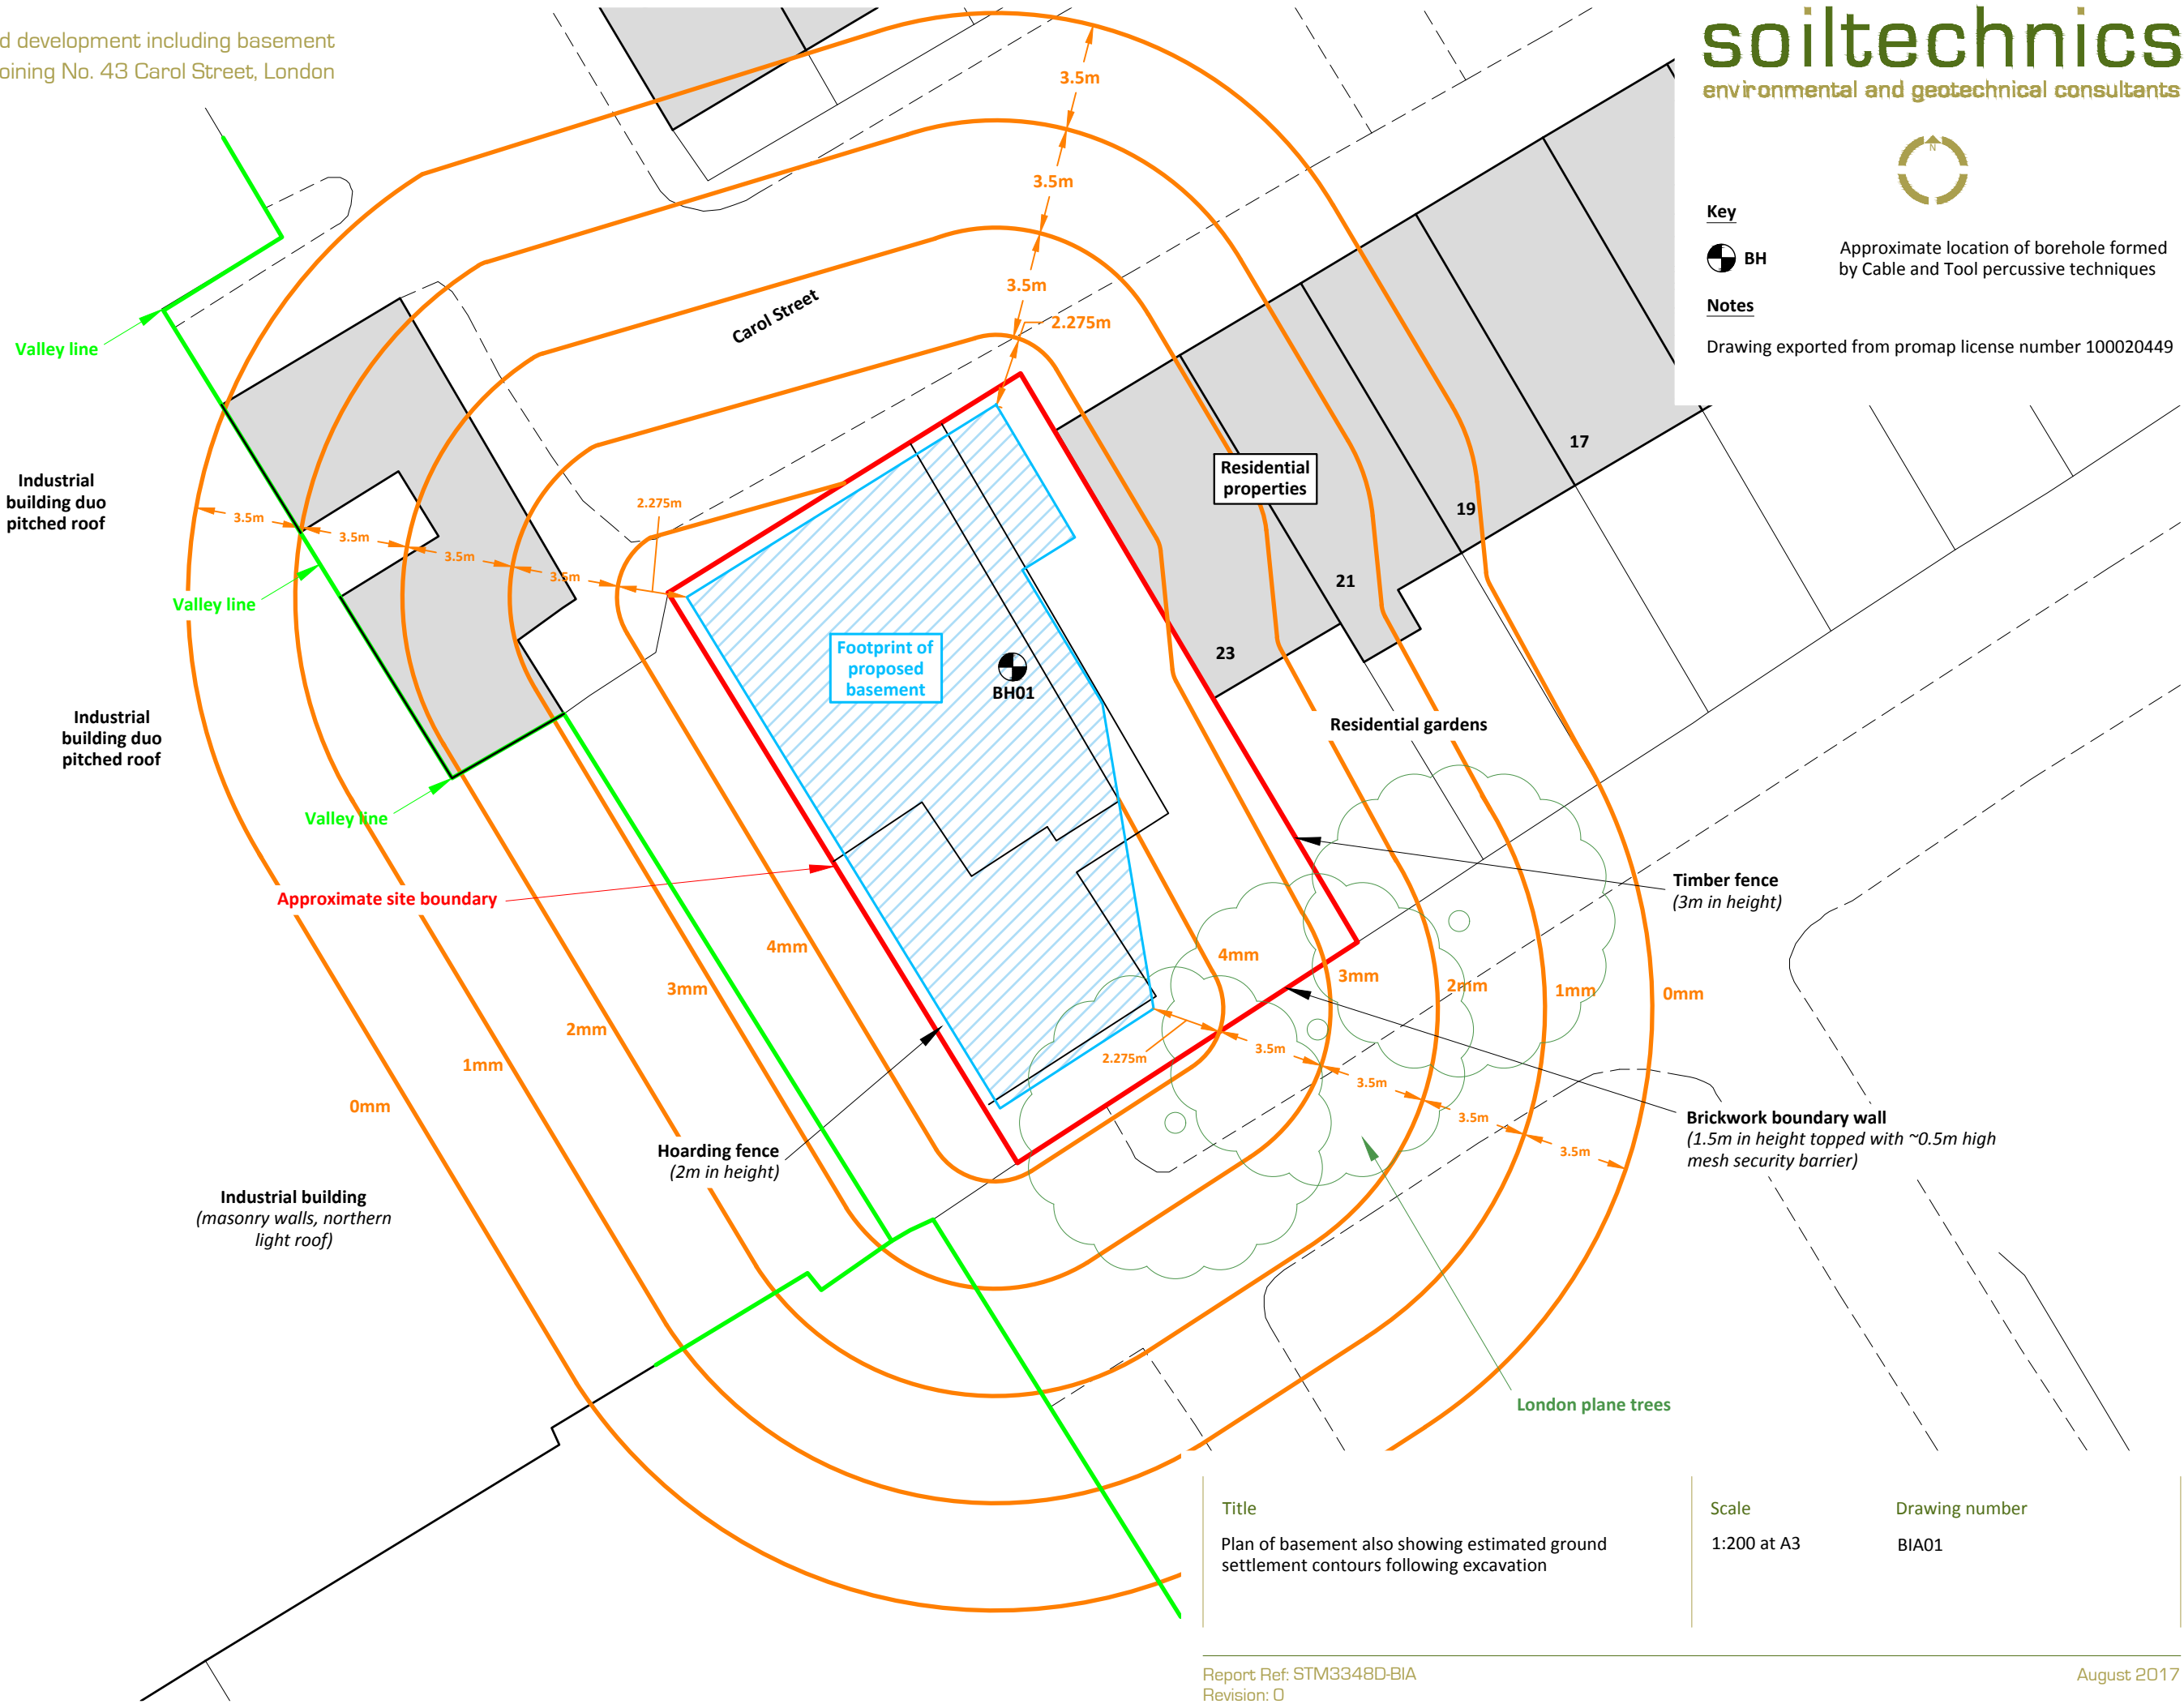 d development including basement
oining No. 43 Carol Street, London
soiltechnics
environmental and geotechnical consultants
N
Key
BH
Approximate location of borehole formed
by Cable and Tool percussive techniques
Notes
Drawing exported from promap license number 100020449
3.5m
3.5m
3.5m
2.275m
Carol Street
Valley line
Industrial
building duo
pitched roof
3.5m
3.5m
3.5m
3.5m
2.275m
Residential
properties
17
19
21
23
Valley line
Footprint of
proposed
basement
BH01
Industrial
building duo
pitched roof
Residential gardens
Valley line
Approximate site boundary
Timber fence
(3m in height)
4mm
3mm
2mm
1mm
0mm
4mm
3mm
2mm
1mm
0mm
2.275m
3.5m
3.5m
3.5m
3.5m
Hoarding fence
(2m in height)
Brickwork boundary wall
(1.5m in height topped with ~0.5m high
mesh security barrier)
Industrial building
(masonry walls, northern
light roof)
London plane trees
Title
Plan of basement also showing estimated ground
settlement contours following excavation
Scale
1:200 at A3
Drawing number
BIA01
Report Ref: STM3348D-BIA
Revision: 0
August 2017